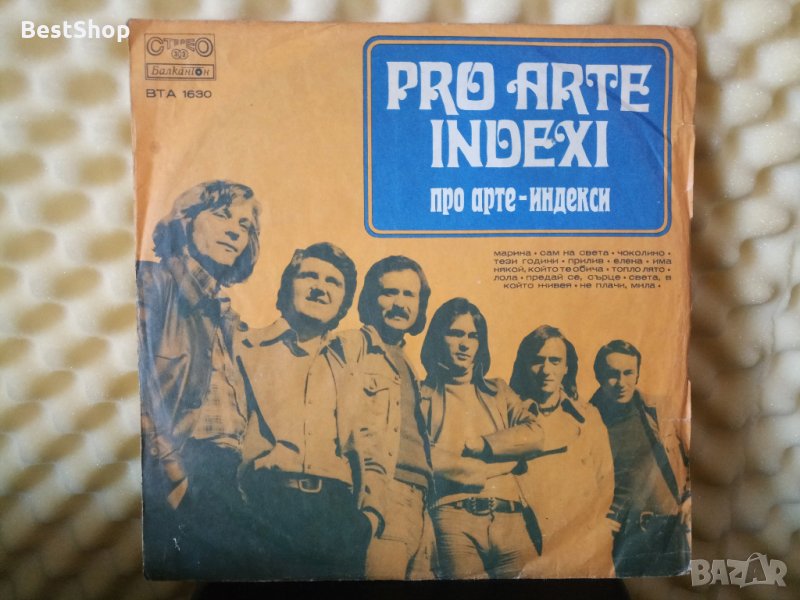 BestShop
СТЕРЕО
33
Балкантон
ВТА 1630
PRO ARTE
INDEXI
про арте-индекси
марина • сам на света • чоколино •
тези години • прилив • елена • има
някой, който те обича • топло лято •
лола • предай се, сърце • света, в
който живея • не плачи, мила •
BAZAR